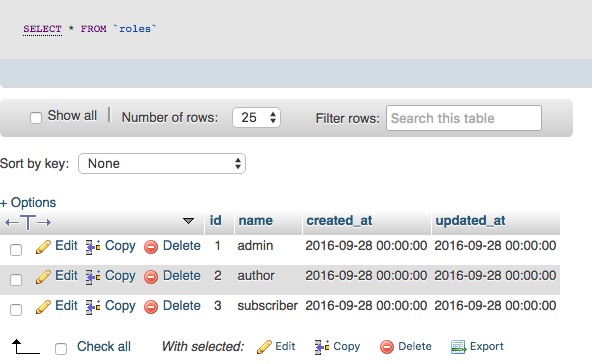 SELECT * FROM `roles`
Show all | Number of rows: 25 Filter rows: Search this table
Sort by key: None
+ Options
←T→ id name created_at updated_at
Edit Copy Delete 1 admin 2016-09-28 00:00:00 2016-09-28 00:00:00
Edit Copy Delete 2 author 2016-09-28 00:00:00 2016-09-28 00:00:00
Edit Copy Delete 3 subscriber 2016-09-28 00:00:00 2016-09-28 00:00:00
Check all With selected: Edit Copy Delete Export